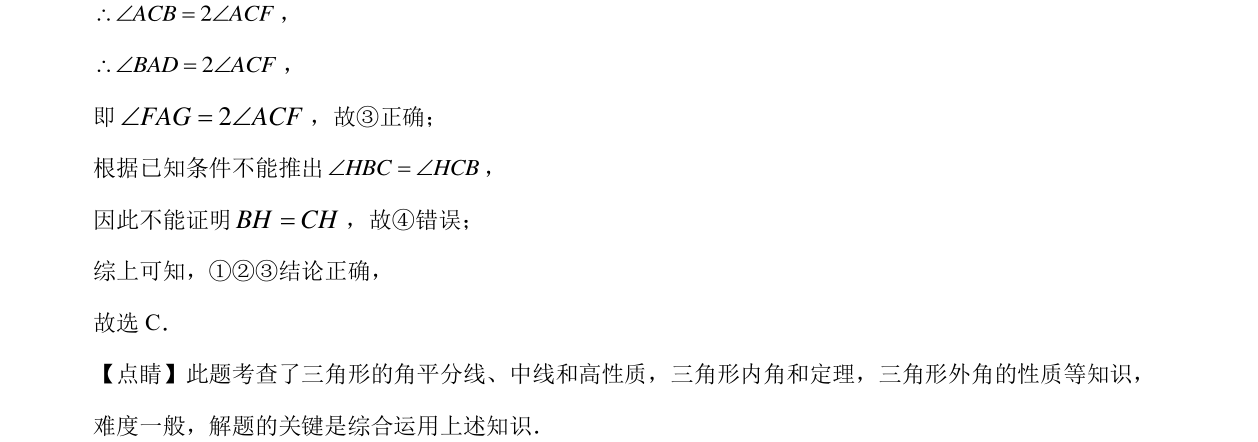 ∴∠ACB=2∠ACF，
∴∠BAD=2∠ACF，
即∠FAG=2∠ACF，故③正确；
根据已知条件不能推出∠HBC=∠HCB，
因此不能证明BH=CH，故④错误；
综上可知，①②③结论正确，
故选 C．
【点睛】此题考查了三角形的角平分线、中线和高性质，三角形内角和定理，三角形外角的性质等知识，
难度一般，解题的关键是综合运用上述知识．